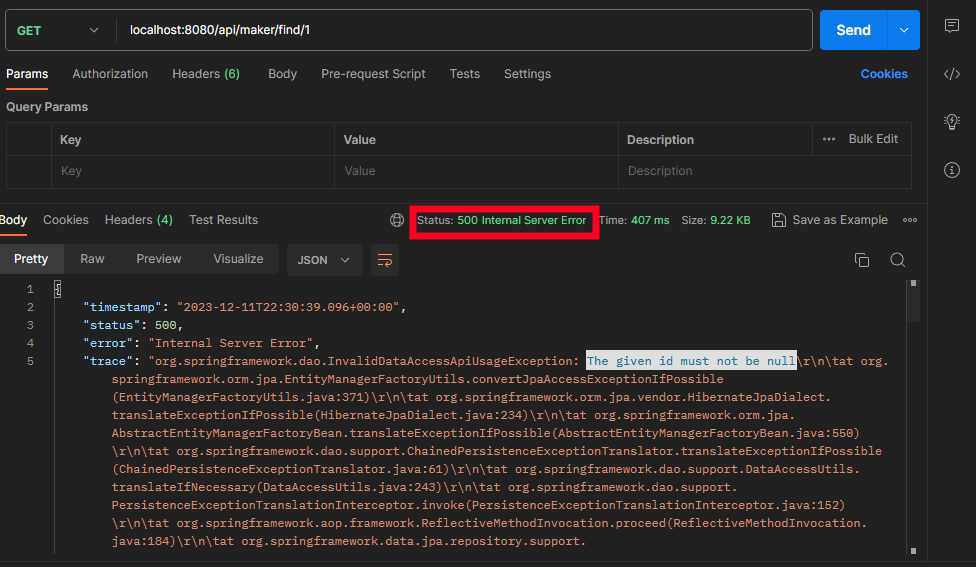 GET localhost:8080/api/maker/find/1 Send
Params Authorization Headers (6) Body Pre-request Script Tests Settings Cookies
Query Params
Key Value Description ••• Bulk Edit
Key Value Description
Body Cookies Headers (4) Test Results Status: 500 Internal Server Error Time: 407 ms Size: 9.22 KB Save as Example •••
Pretty Raw Preview Visualize JSON
1 {
2 "timestamp": "2023-12-11T22:30:39.096+00:00",
3 "status": 500,
4 "error": "Internal Server Error",
5 "trace": "org.springframework.dao.InvalidDataAccessApiUsageException: The given id must not be null\r\n\tat org.
springframework.orm.jpa.EntityManagerFactoryUtils.convertJpaAccessExceptionIfPossible
(EntityManagerFactoryUtils.java:371)\r\n\tat org.springframework.orm.jpa.vendor.HibernateJpaDialect.
translateExceptionIfPossible(HibernateJpaDialect.java:234)\r\n\tat org.springframework.orm.jpa.
AbstractEntityManagerFactoryBean.translateExceptionIfPossible(AbstractEntityManagerFactoryBean.java:550)
\r\n\tat org.springframework.dao.support.ChainedPersistenceExceptionTranslator.translateExceptionIfPossible
(ChainedPersistenceExceptionTranslator.java:61)\r\n\tat org.springframework.dao.support.DataAccessUtils.
translateIfNecessary(DataAccessUtils.java:243)\r\n\tat org.springframework.dao.support.
PersistenceExceptionTranslationInterceptor.invoke(PersistenceExceptionTranslationInterceptor.java:152)
\r\n\tat org.springframework.aop.framework.ReflectiveMethodInvocation.proceed(ReflectiveMethodInvocation.
java:184)\r\n\tat org.springframework.data.jpa.repository.support.